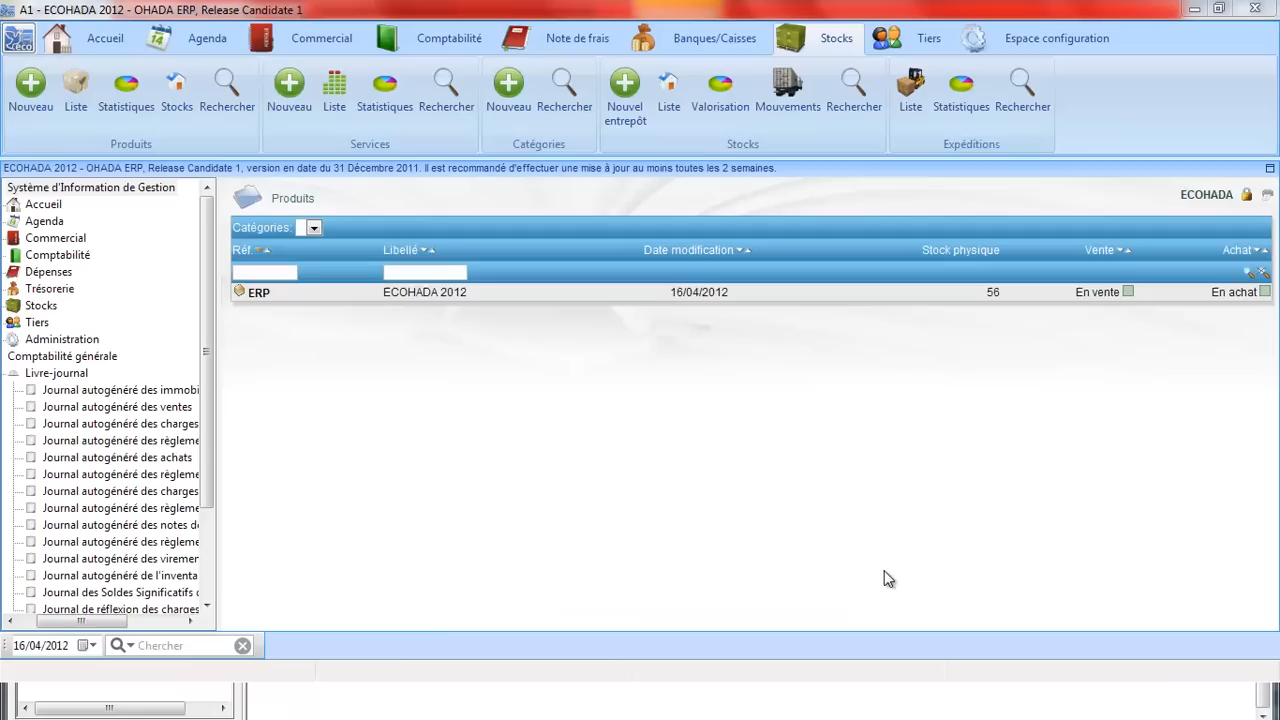 A1 - ECOHADA 2012 - OHADA ERP, Release Candidate 1
Accueil Agenda Commercial Comptabilité Note de frais Banques/Caisses Stocks Tiers Espace configuration
Nouveau Liste Statistiques Stocks Rechercher Nouveau Liste Statistiques Rechercher Nouveau Rechercher Nouvel entrepôt Liste Valorisation Mouvements Rechercher Liste Statistiques Rechercher
Produits Services Catégories Stocks Expéditions
ECOHADA 2012 - OHADA ERP, Release Candidate 1, version en date du 31 Décembre 2011. Il est recommandé d'effectuer une mise à jour au moins toutes les 2 semaines.
Système d'Information de Gestion
Accueil
Agenda
Commercial
Comptabilité
Dépenses
Trésorerie
Stocks
Tiers
Administration
Comptabilité générale
Livre-journal
Journal autogénéré des immobi
Journal autogénéré des ventes
Journal autogénéré des charges
Journal autogénéré des règleme
Journal autogénéré des achats
Journal autogénéré des règleme
Journal autogénéré des charges
Journal autogénéré des règleme
Journal autogénéré des notes d
Journal autogénéré des règleme
Journal autogénéré des viremen
Journal autogénéré de l'inventa
Journal des Soldes Significatifs
Journal de réflexion des charges
Produits
ECOHADA
Catégories:
Réf. Libellé Date modification Stock physique Vente Achat
ERP ECOHADA 2012 16/04/2012 56 En vente En achat
16/04/2012 Chercher